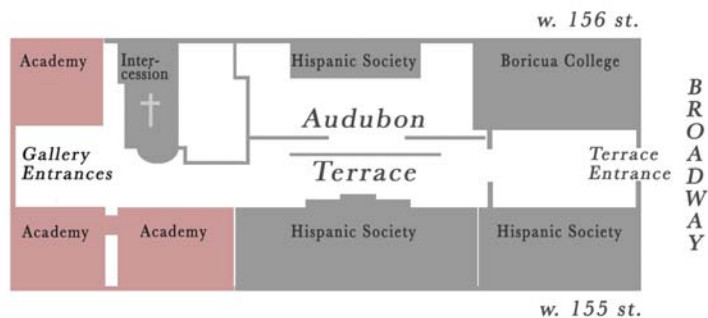 w. 156 st.
Academy
Inter-
cession
Hispanic Society
Boricua College
Audubon
Terrace
Gallery
Entrances
Terrace
Entrance
BROADWAY
Academy
Academy
Hispanic Society
Hispanic Society
w. 155 st.